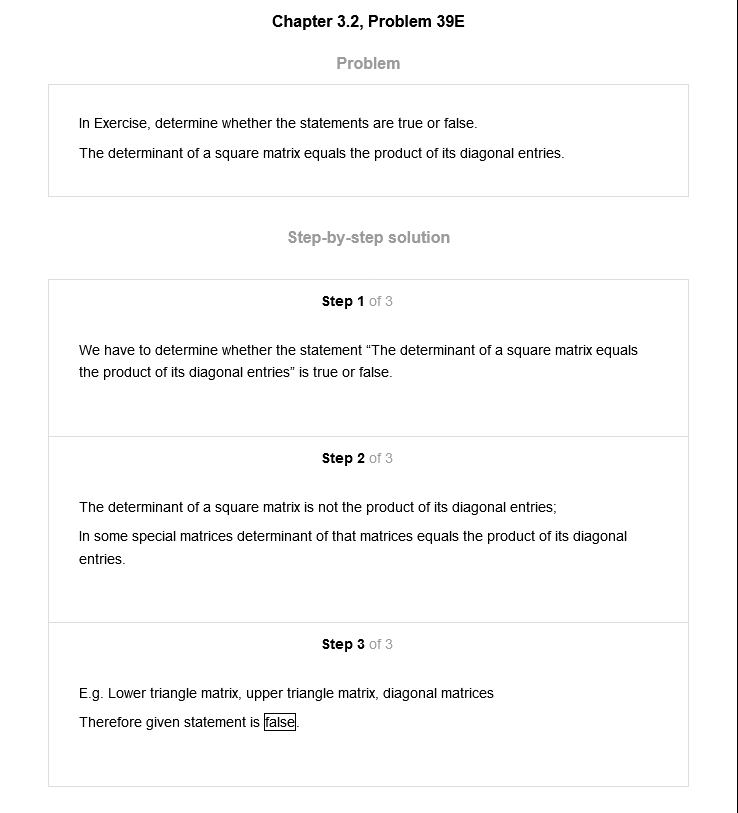 Chapter 3.2, Problem 39E
Problem
In Exercise, determine whether the statements are true or false.
The determinant of a square matrix equals the product of its diagonal entries.
Step-by-step solution
Step 1 of 3
We have to determine whether the statement “The determinant of a square matrix equals
the product of its diagonal entries” is true or false.
Step 2 of 3
The determinant of a square matrix is not the product of its diagonal entries;
In some special matrices determinant of that matrices equals the product of its diagonal
entries.
Step 3 of 3
E.g. Lower triangle matrix, upper triangle matrix, diagonal matrices
Therefore given statement is false.